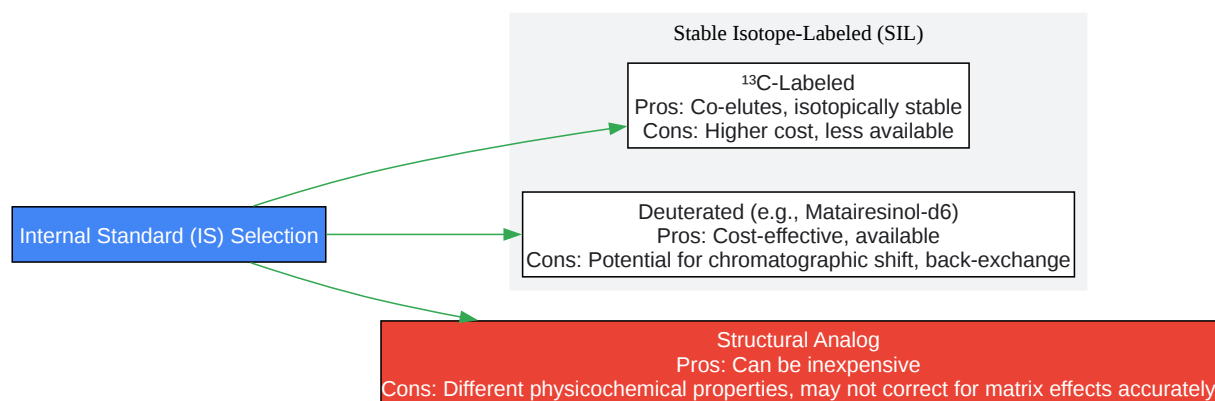 Stable Isotope-Labeled (SIL)
¹³C-Labeled
Pros: Co-elutes, isotopically stable
Cons: Higher cost, less available
Internal Standard (IS) Selection
Deuterated (e.g., Matairesinol-d6)
Pros: Cost-effective, available
Cons: Potential for chromatographic shift, back-exchange
Structural Analog
Pros: Can be inexpensive
Cons: Different physicochemical properties, may not correct for matrix effects accurately